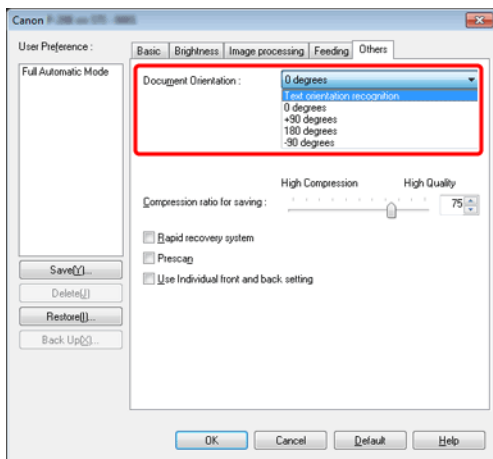 Canon
User Preference :
Full Automatic Mode
Save(Y)...
Delete(J)
Restore(I)...
Back Up(X)...
Basic Brightness Image processing Feeding Others
Document Orientation : 0 degrees
Text orientation recognition
0 degrees
+90 degrees
180 degrees
-90 degrees
High Compression High Quality
Compression ratio for saving : 75
Rapid recovery system
Prescan
Use Individual front and back setting
OK Cancel Default Help